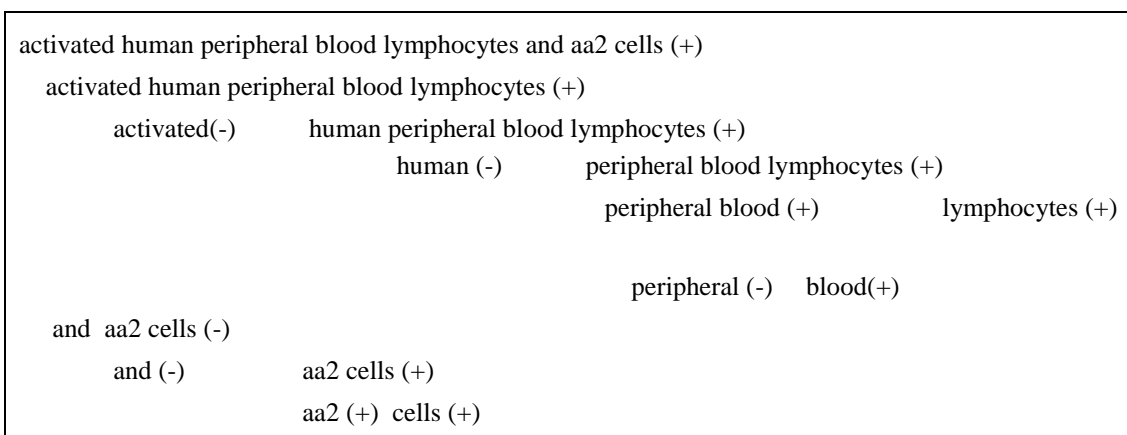 activated human peripheral blood lymphocytes and aa2 cells (+)
activated human peripheral blood lymphocytes (+)
activated(-) human peripheral blood lymphocytes (+)
human (-) peripheral blood lymphocytes (+)
peripheral blood (+) lymphocytes (+)
peripheral (-) blood(+)
and aa2 cells (-)
and (-) aa2 cells (+)
aa2 (+) cells (+)